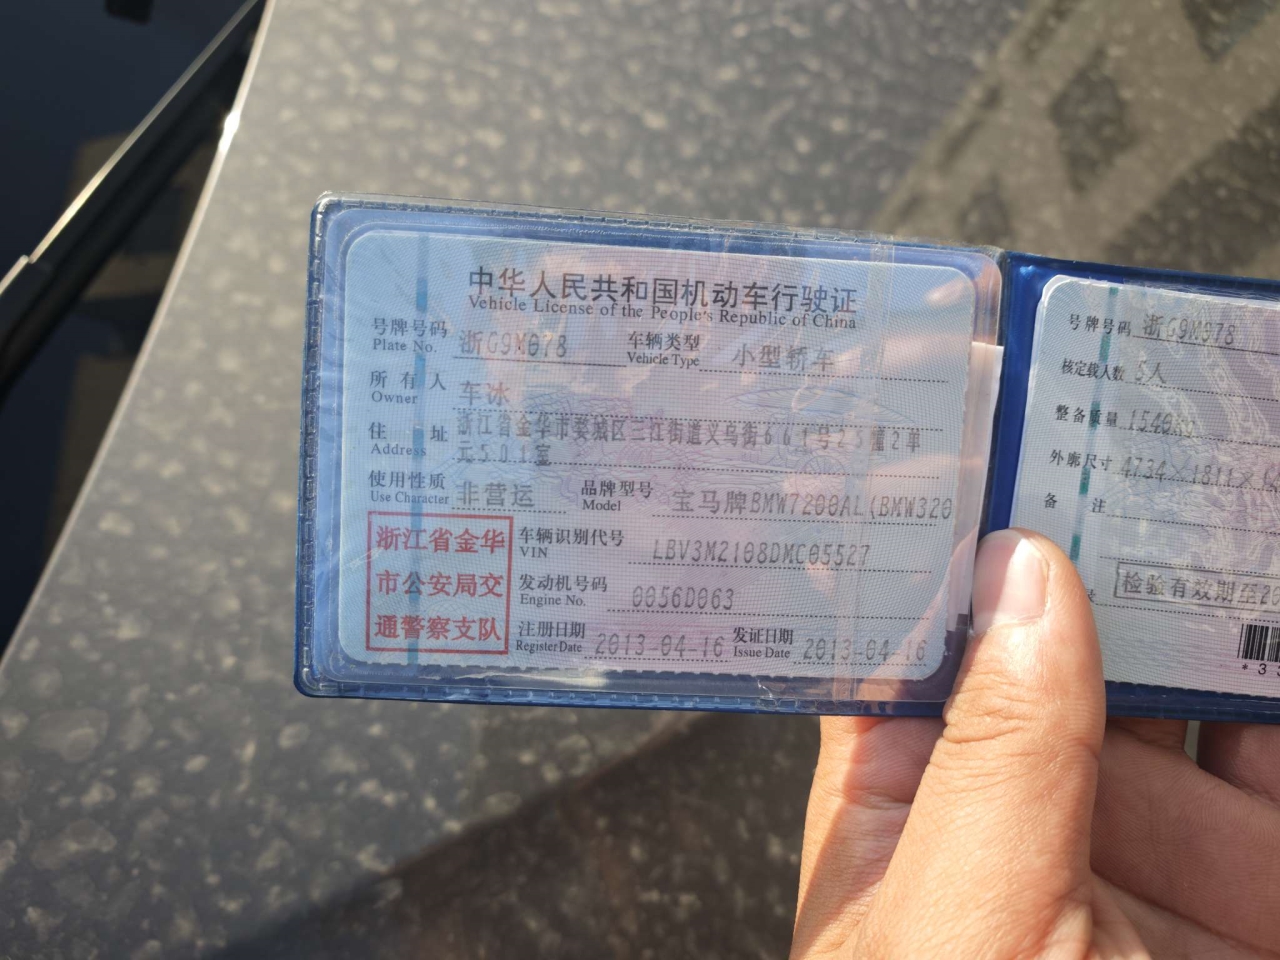 中华人民共和国机动车行驶证
Vehicle License of the People's Republic of China
号牌号码 浙G9M078 车辆类型 小型轿车
Plate No. Vehicle Type
所有人 车冰
Owner
住址 浙江省金华市婺城区三江街道义乌街661号25幢2单
Address 元501室
使用性质 非营运 品牌型号 宝马牌BMW7200AL(BMW320
Use Character Model
浙江省金华
市公安局交
通警察支队
车辆识别代号 LBV3M2108DMC05527
VIN
发动机号码 0056D063
Engine No.
注册日期 2013-04-16 发证日期 2013-04-16
Register Date Issue Date
号牌号码 浙G9M078
核定载人数 5人
整备质量 1540KG
外廓尺寸 4734×1811×
备注
检验有效期至20
*3